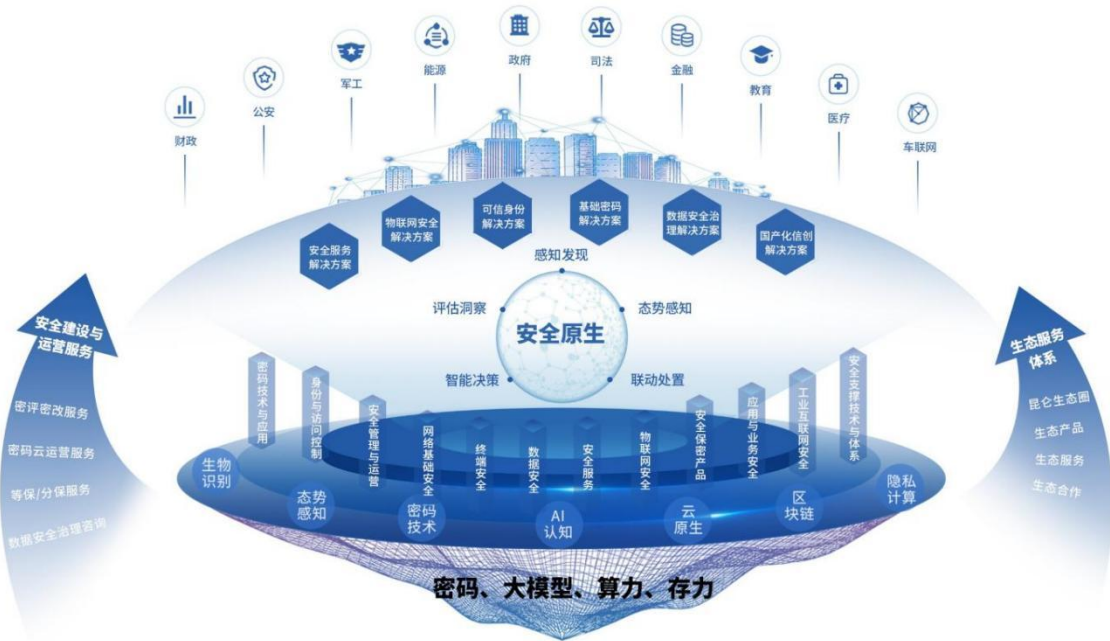 财政
公安
军工
能源
政府
司法
金融
教育
医疗
车联网
安全服务
解决方案
物联网安全
解决方案
可信身份
解决方案
基础密码
解决方案
数据安全治
理解决方案
国产化信创
解决方案
感知发现
评估洞察
态势感知
安全原生
智能决策
联动处置
安全建设与
运营服务
密评密改服务
密码云运营服务
等保/分保服务
数据安全治理咨询
生态服务
体系
昆仑生态圈
生态产品
生态服务
生态合作
密码技术与应用
身份与访问控制
安全管理与运营
网络基础安全
终端安全
数据安全
安全服务
物联网安全
安全保密产品
应用与业务安全
工业互联网安全
安全支撑技术与体系
生物
识别
态势
感知
密码
技术
AI
认知
云
原生
区
块链
隐私
计算
密码、大模型、算力、存力